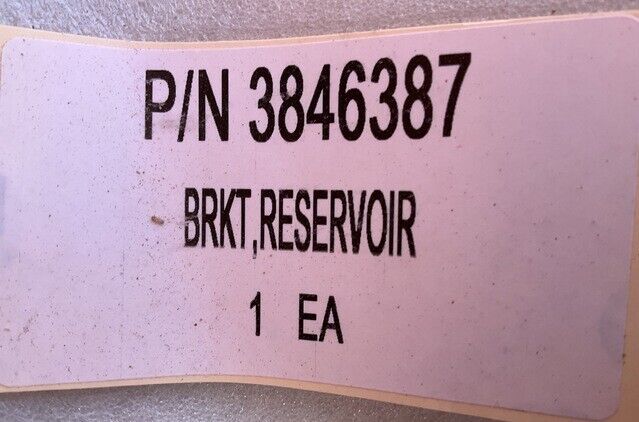 P/N 3846387
BRKT,RESERVOIR
1 EA